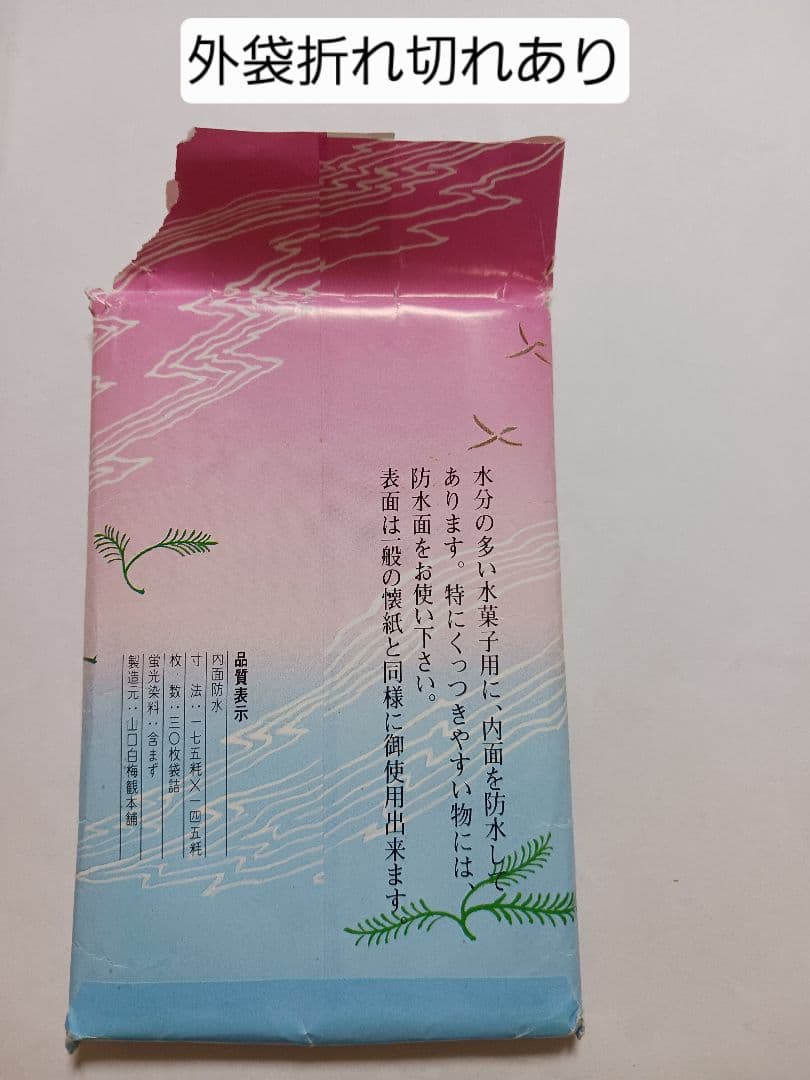 外袋折れ切れあり
水分の多い水菓子用に、内面を防水して
あります。特にくっつきやすい物には、
防水面をお使い下さい。
表面は一般の懐紙と同様に御使用出来ます。
品質表示
内面防水
寸法：一七五粍×一四五粍
枚数：三〇枚袋詰
蛍光染料：含まず
製造元：山口白梅観本舗